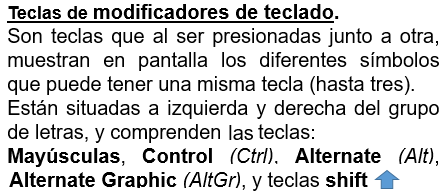 Teclas de modificadores de teclado.
Son teclas que al ser presionadas junto a otra,
muestran en pantalla los diferentes símbolos
que puede tener una misma tecla (hasta tres).
Están situadas a izquierda y derecha del grupo
de letras, y comprenden las teclas:
Mayúsculas, Control (Ctrl), Alternate (Alt),
Alternate Graphic (AltGr), y teclas shift